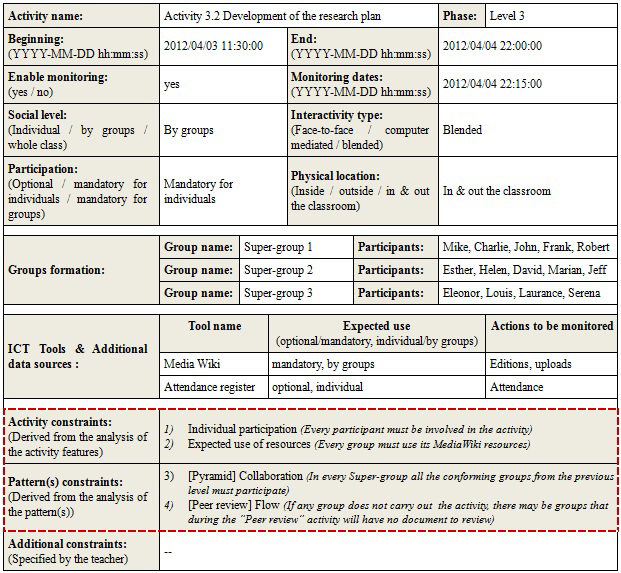 Activity name: Activity 3.2 Development of the research plan Phase: Level 3
Beginning: 2012/04/03 11:30:00 End: 2012/04/04 22:00:00
(YYYY-MM-DD hh:mm:ss) (YYYY-MM-DD hh:mm:ss)
Enable monitoring: yes Monitoring dates: 2012/04/04 22:15:00
(yes / no) (YYYY-MM-DD hh:mm:ss)
Social level: Interactivity type:
(Individual / by groups / By groups (Face-to-face / computer Blended
whole class) mediated / blended)
Participation:
(Optional / mandatory for Mandatory for Physical location: In & out the classroom
individuals / mandatory for individuals (Inside / outside / in & out
groups) the classroom)
Groups formation:
Group name: Super-group 1 Participants: Mike, Charlie, John, Frank, Robert
Group name: Super-group 2 Participants: Esther, Helen, David, Marian, Jeff
Group name: Super-group 3 Participants: Eleonor, Louis, Laurance, Serena
ICT Tools & Additional
data sources :
Tool name Expected use Actions to be monitored
(optional/mandatory, individual/by groups)
Media Wiki mandatory, by groups Editions, uploads
Attendance register optional, individual Attendance
Activity constraints:
(Derived from the analysis of
the activity features)
1) Individual participation (Every participant must be involved in the activity)
2) Expected use of resources (Every group must use its MediaWiki resources)
Pattern(s) constraints:
(Derived from the analysis of
the pattern(s))
3) [Pyramid] Collaboration (In every Super-group all the conforming groups from the previous
level must participate)
4) [Peer review] Flow (If any group does not carry out the activity, there may be groups that
during the "Peer review" activity will have no document to review)
Additional constraints:
(Specified by the teacher)
--